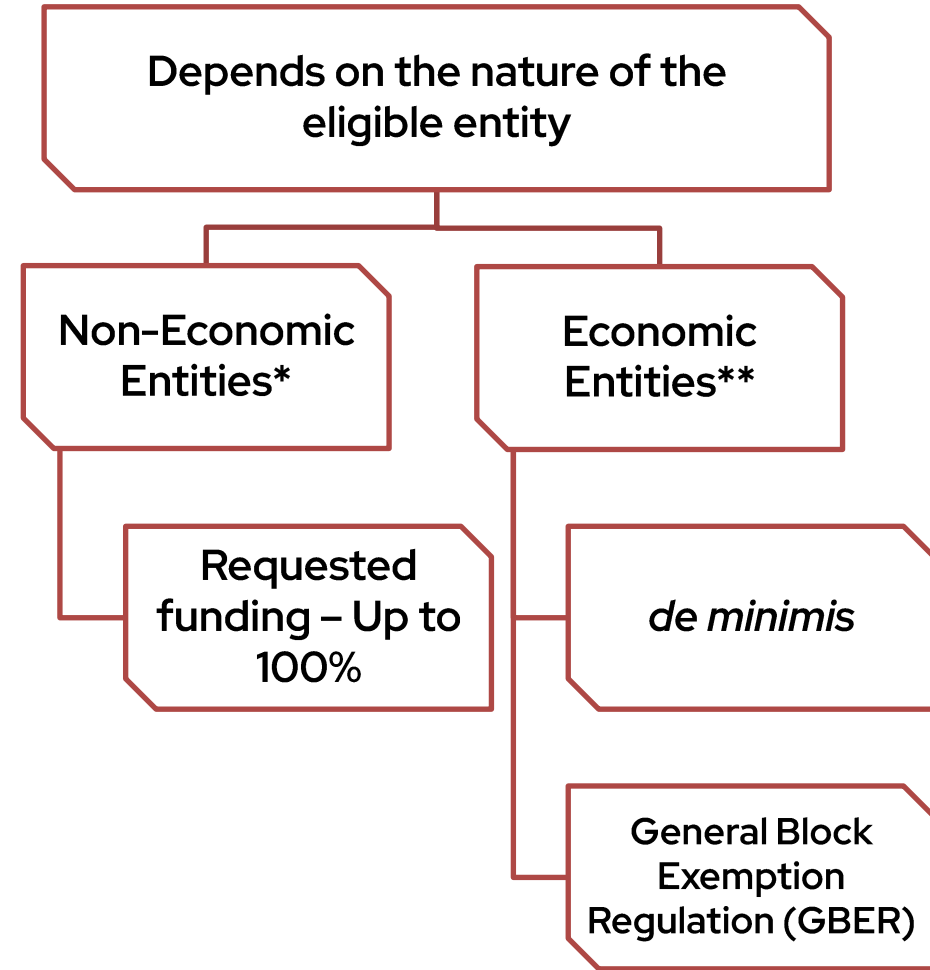 Depends on the nature of the
eligible entity
Non-Economic
Entities*
Economic
Entities**
Requested
funding – Up to
100%
de minimis
General Block
Exemption
Regulation (GBER)